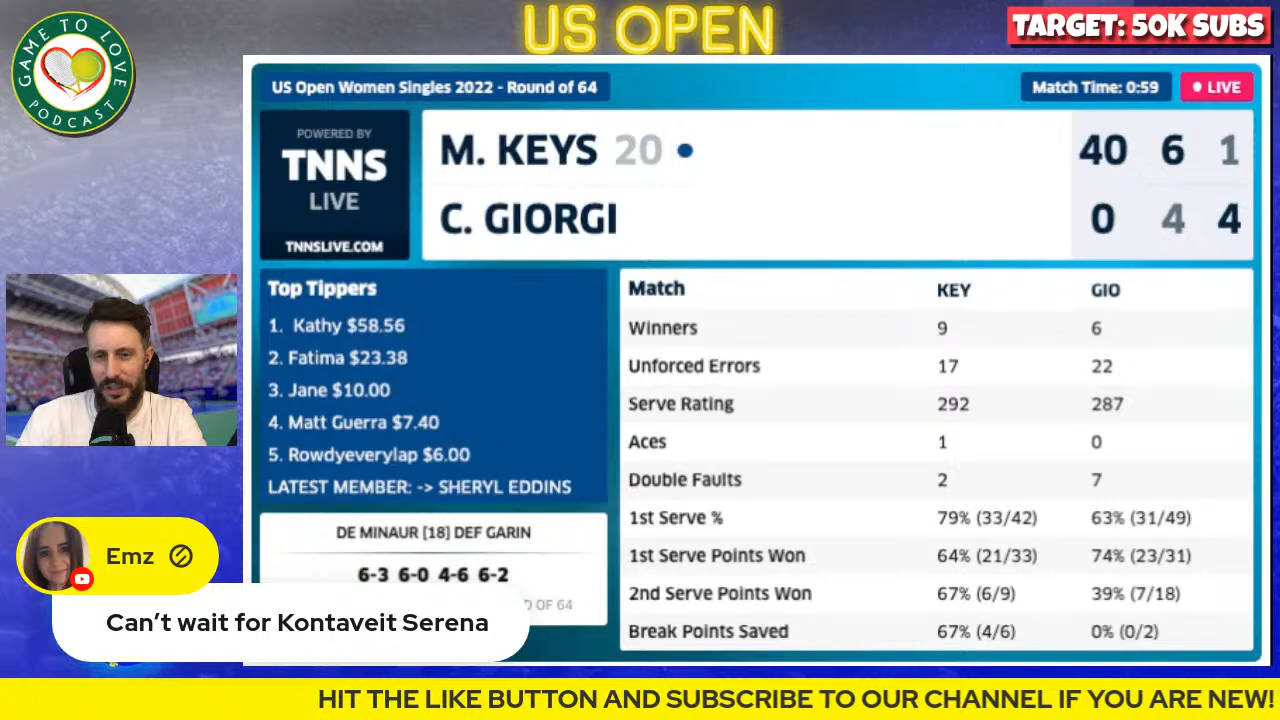 GAME TO LOVE
PODCAST
US OPEN
TARGET: 50K SUBS
US Open Women Singles 2022 - Round of 64
Match Time: 0:59
LIVE
POWERED BY
TNNS
LIVE
TNNSLIVE.COM
M. KEYS 20 40 6 1
C. GIORGI 0 4 4
Top Tippers
1. Kathy $58.56
2. Fatima $23.38
3. Jane $10.00
4. Matt Guerra $7.40
5. Rowdyeverylap $6.00
LATEST MEMBER: -> SHERYL EDDINS
DE MINAUR [18] DEF GARIN
6-3 6-0 4-6 6-2
OF 64
Match KEY GIO
Winners 9 6
Unforced Errors 17 22
Serve Rating 292 287
Aces 1 0
Double Faults 2 7
1st Serve % 79% (33/42) 63% (31/49)
1st Serve Points Won 64% (21/33) 74% (23/31)
2nd Serve Points Won 67% (6/9) 39% (7/18)
Break Points Saved 67% (4/6) 0% (0/2)
Emz
Can't wait for Kontaveit Serena
HIT THE LIKE BUTTON AND SUBSCRIBE TO OUR CHANNEL IF YOU ARE NEW!